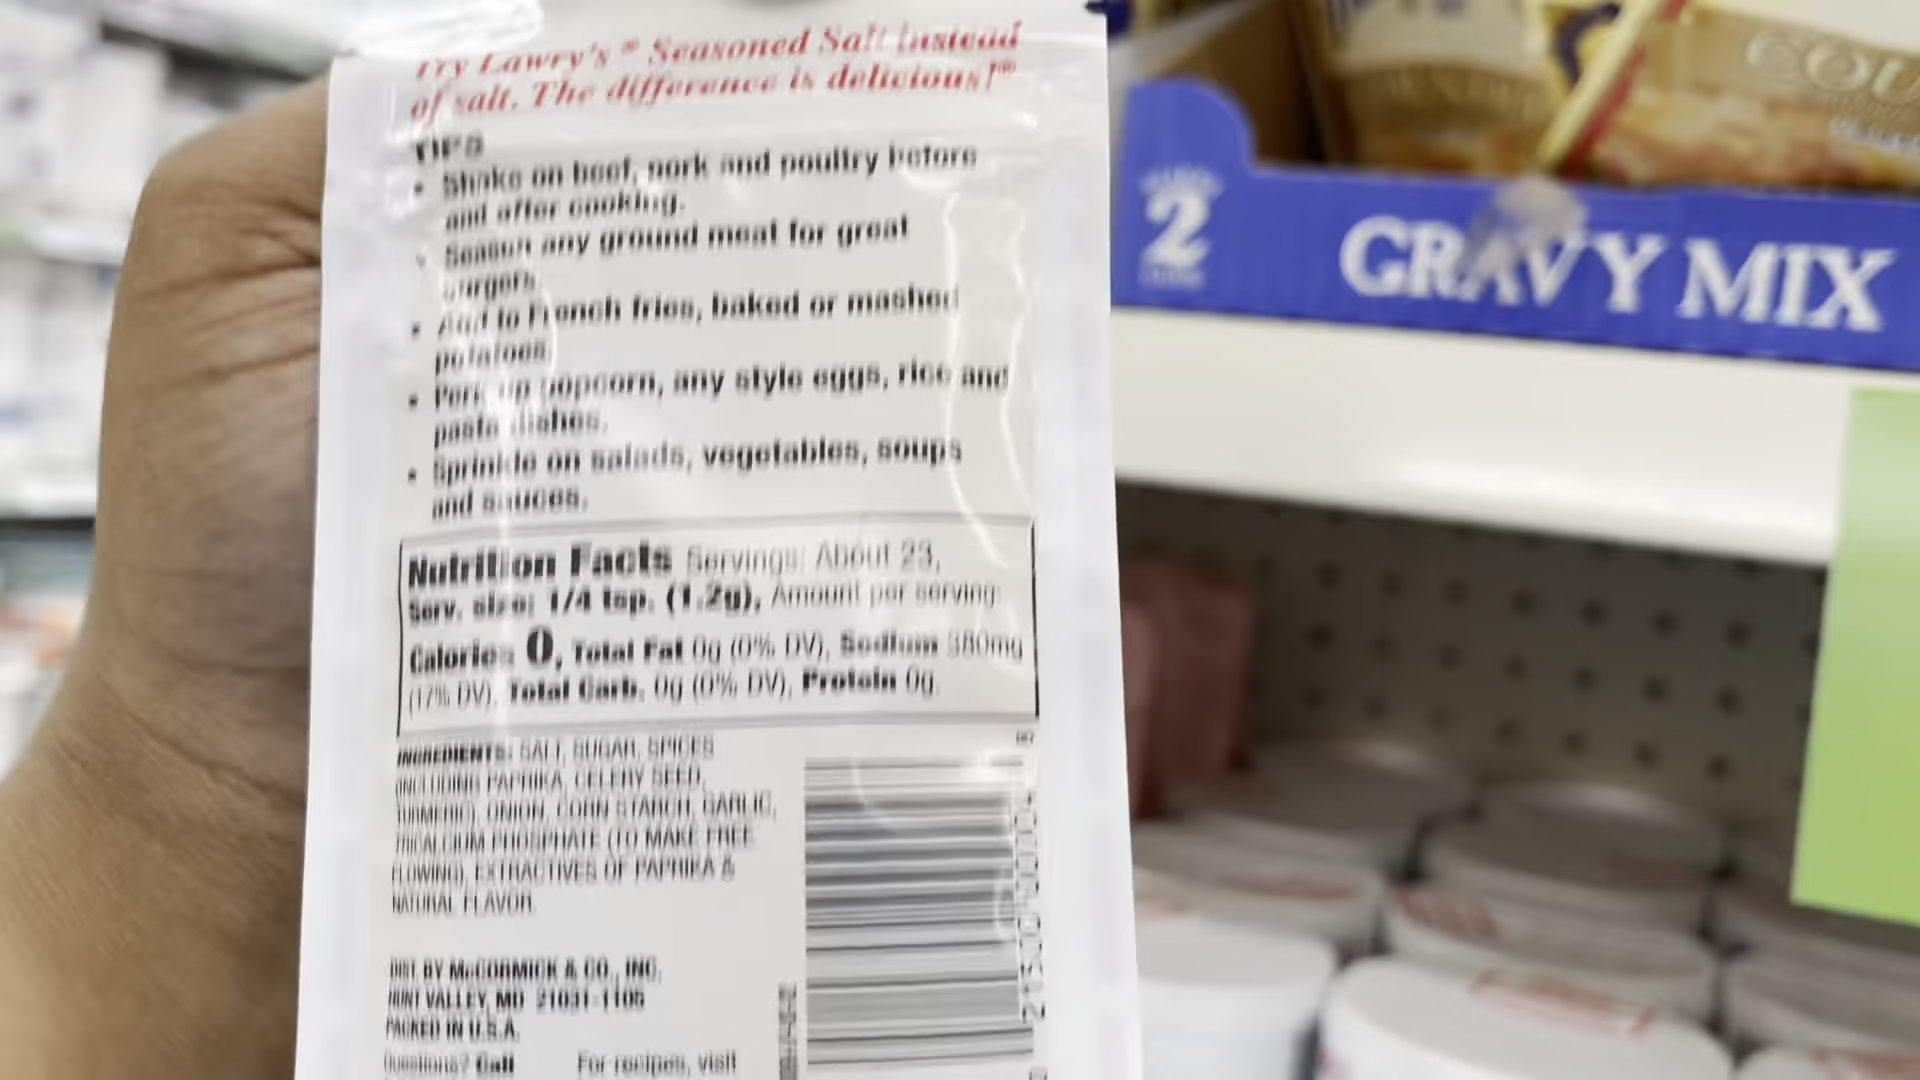 Try Lawry's® Seasoned Salt instead
of salt. The difference is delicious!®
TIPS
• Shake on beef, pork and poultry before
and after cooking.
• Season any ground meat for great
burgers.
• Add to French fries, baked or mashed
potatoes.
• Perk up popcorn, any style eggs, rice and
pasta dishes.
• Sprinkle on salads, vegetables, soups
and sauces.
Nutrition Facts Servings: About 23,
Serv. size: 1/4 tsp. (1.2g), Amount per serving:
Calories 0, Total Fat 0g (0% DV), Sodium 380mg
(17% DV), Total Carb. 0g (0% DV), Protein 0g.
INGREDIENTS: SALT, SUGAR, SPICES
(INCLUDING PAPRIKA, CELERY SEED,
TURMERIC), ONION, CORN STARCH, GARLIC,
TRICALCIUM PHOSPHATE (TO MAKE FREE
FLOWING), EXTRACTIVES OF PAPRIKA &
NATURAL FLAVOR.
DIST. BY McCORMICK & CO., INC.
HUNT VALLEY, MD 21031-1105
PACKED IN U.S.A.
Questions? Call
For recipes, visit
2
GRAVY MIX
COU